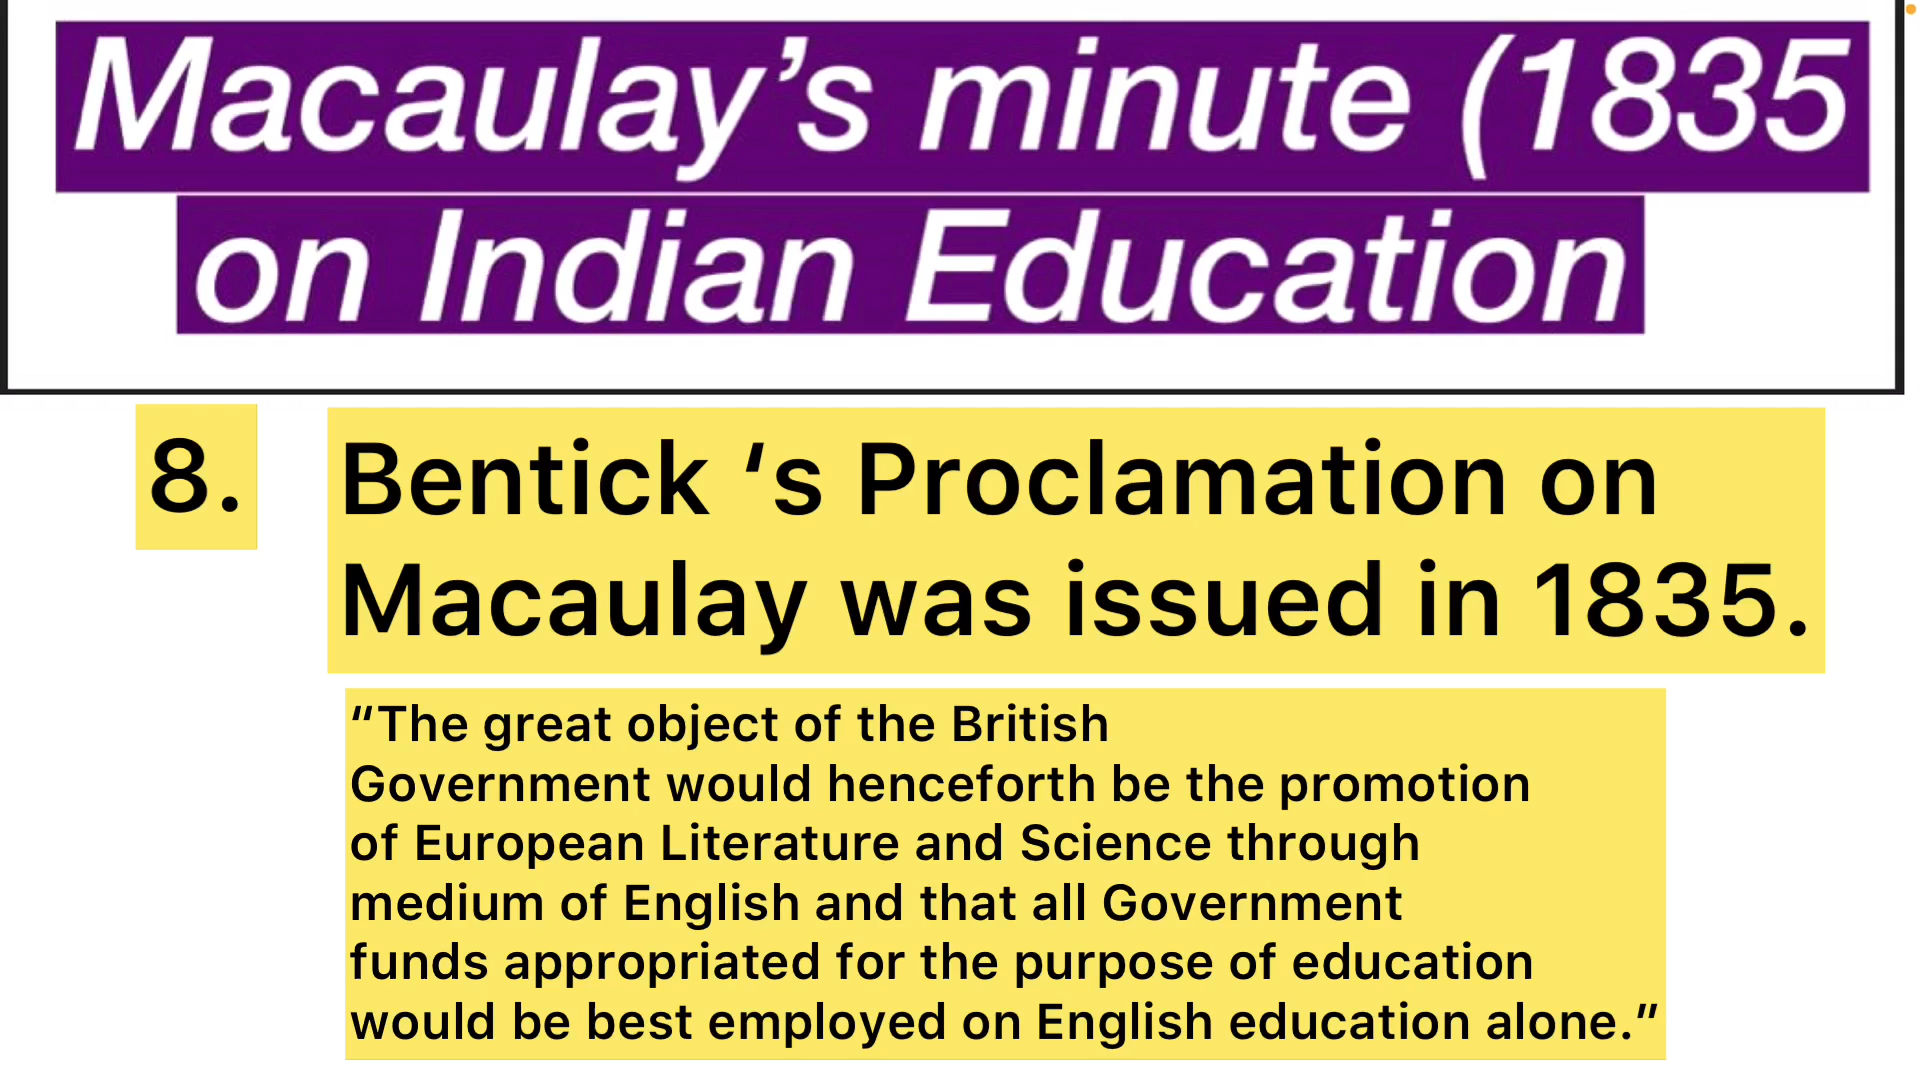 Macaulay’s minute (1835
on Indian Education
8. Bentick ‘s Proclamation on
Macaulay was issued in 1835.
“The great object of the British
Government would henceforth be the promotion
of European Literature and Science through
medium of English and that all Government
funds appropriated for the purpose of education
would be best employed on English education alone.”